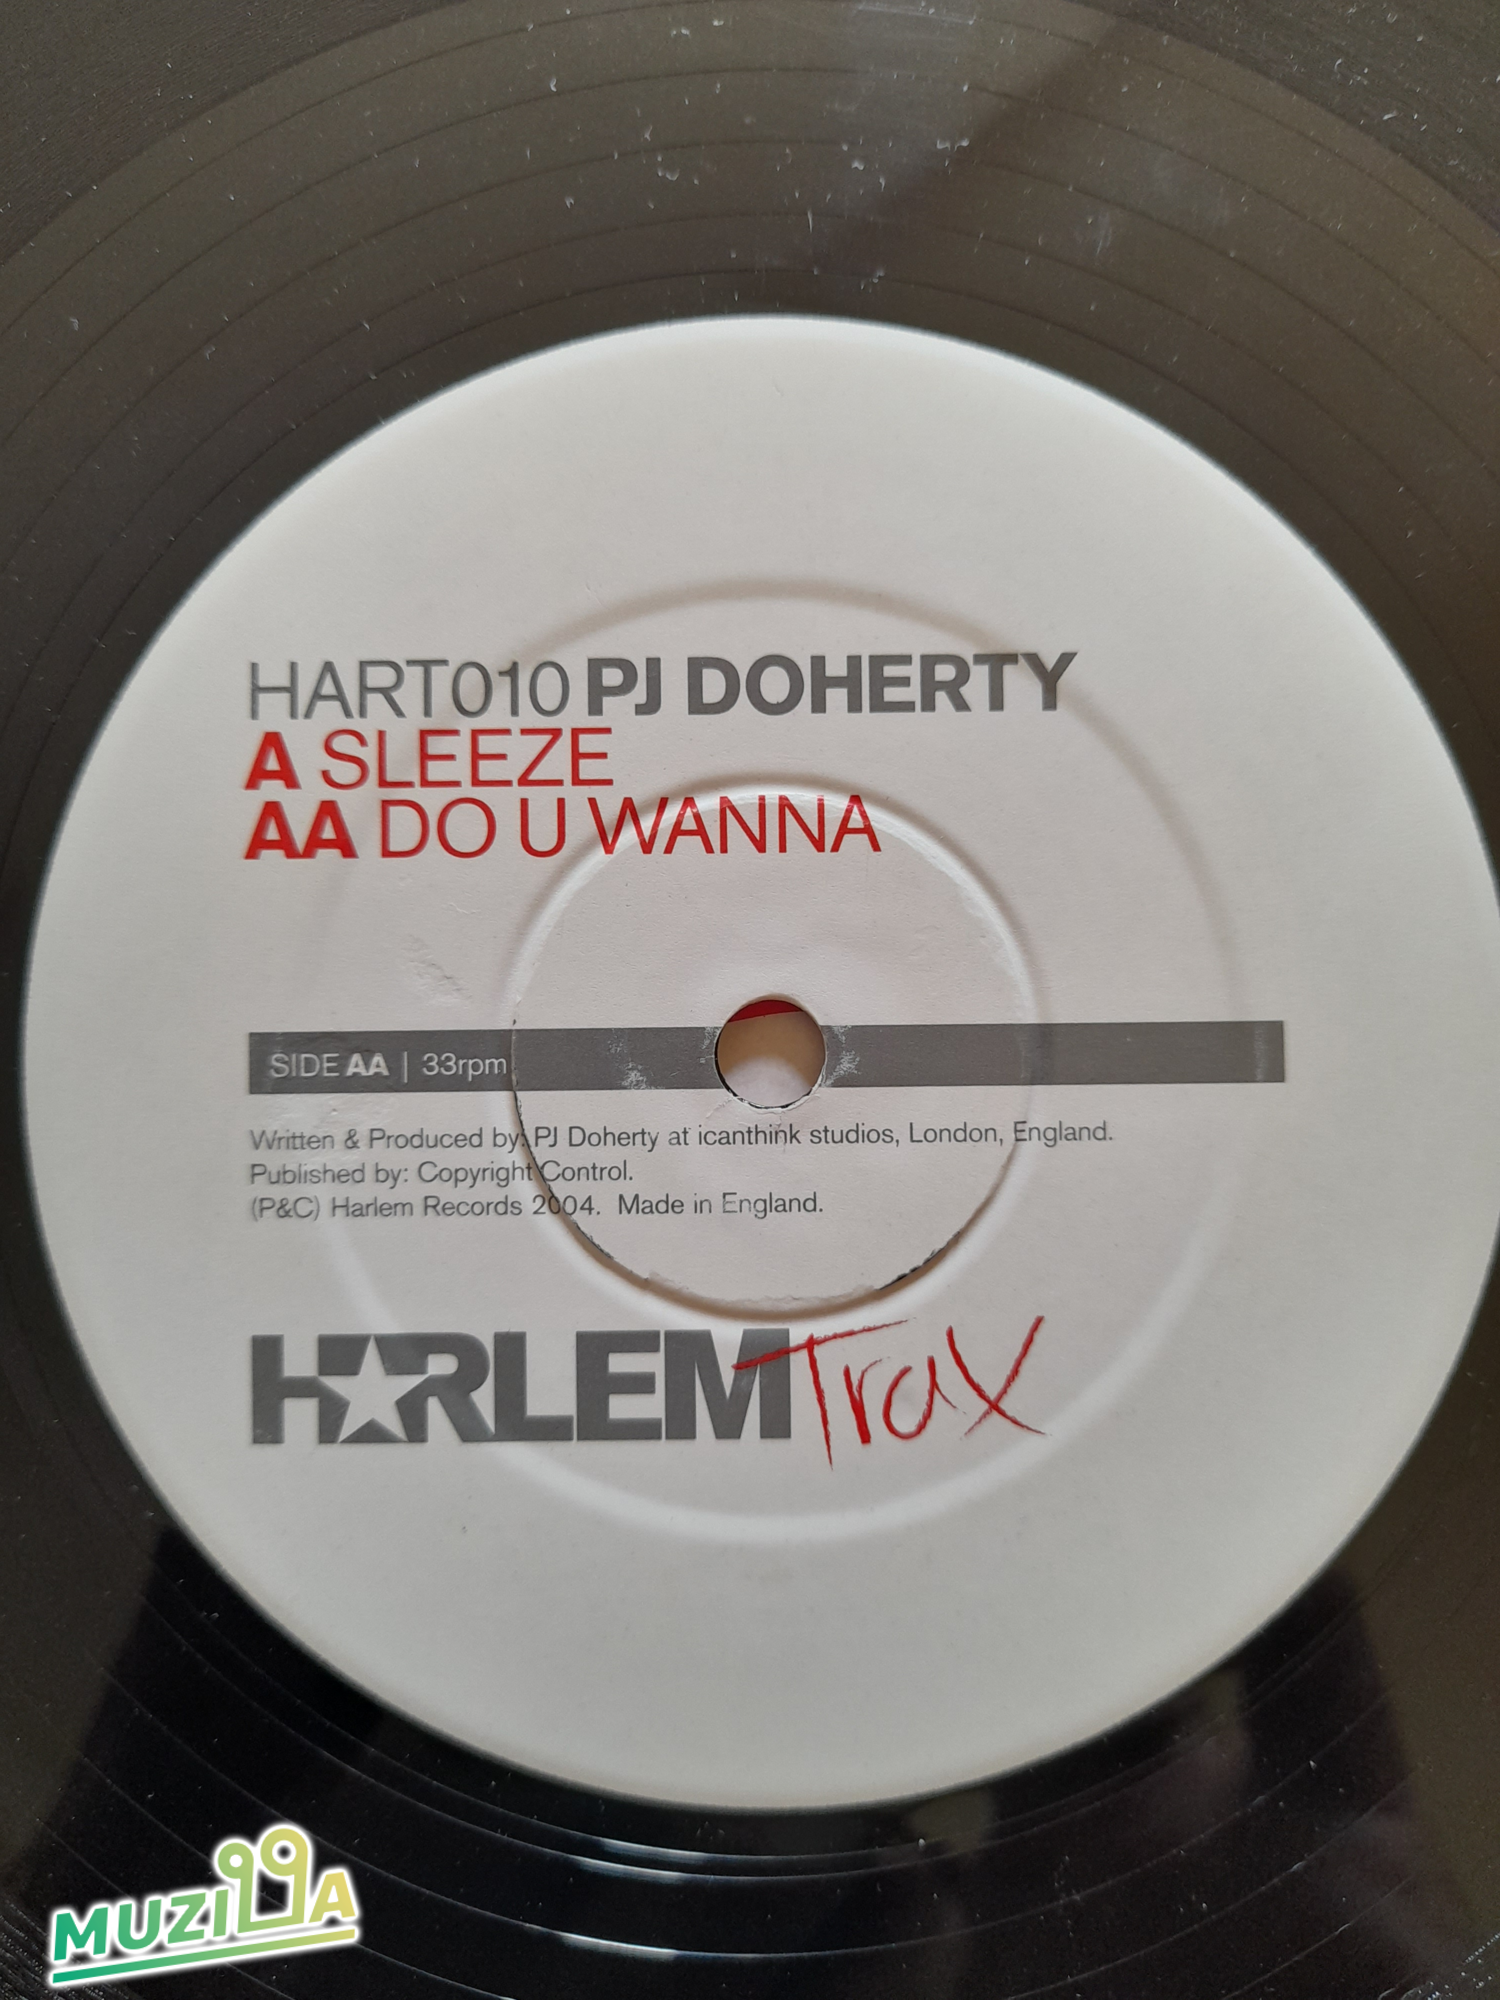 HART010 PJ DOHERTY
A SLEEZE
AA DO U WANNA
SIDE AA | 33rpm
Written & Produced by: PJ Doherty at icanthink studios, London, England.
Published by: Copyright Control.
(P&C) Harlem Records 2004. Made in England.
HARLEM Trax
MUZILLA